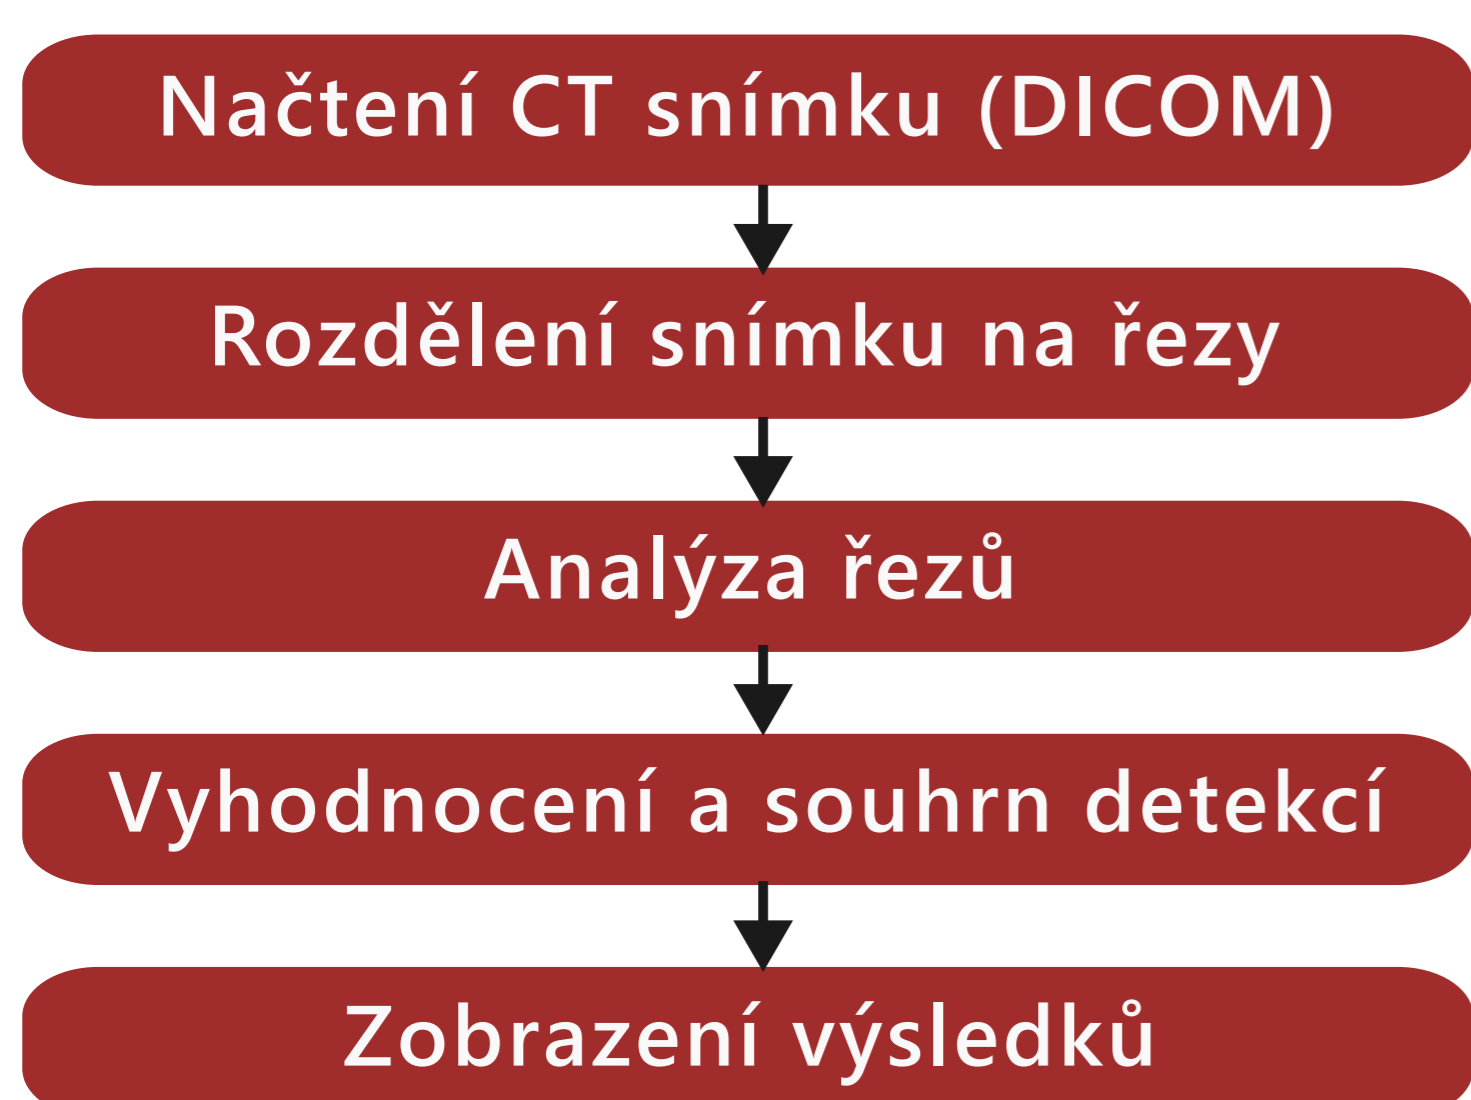 Načtení CT snímku (DICOM)
Rozdělení snímku na řezy
Analýza řezů
Vyhodnocení a souhrn detekcí
Zobrazení výsledků